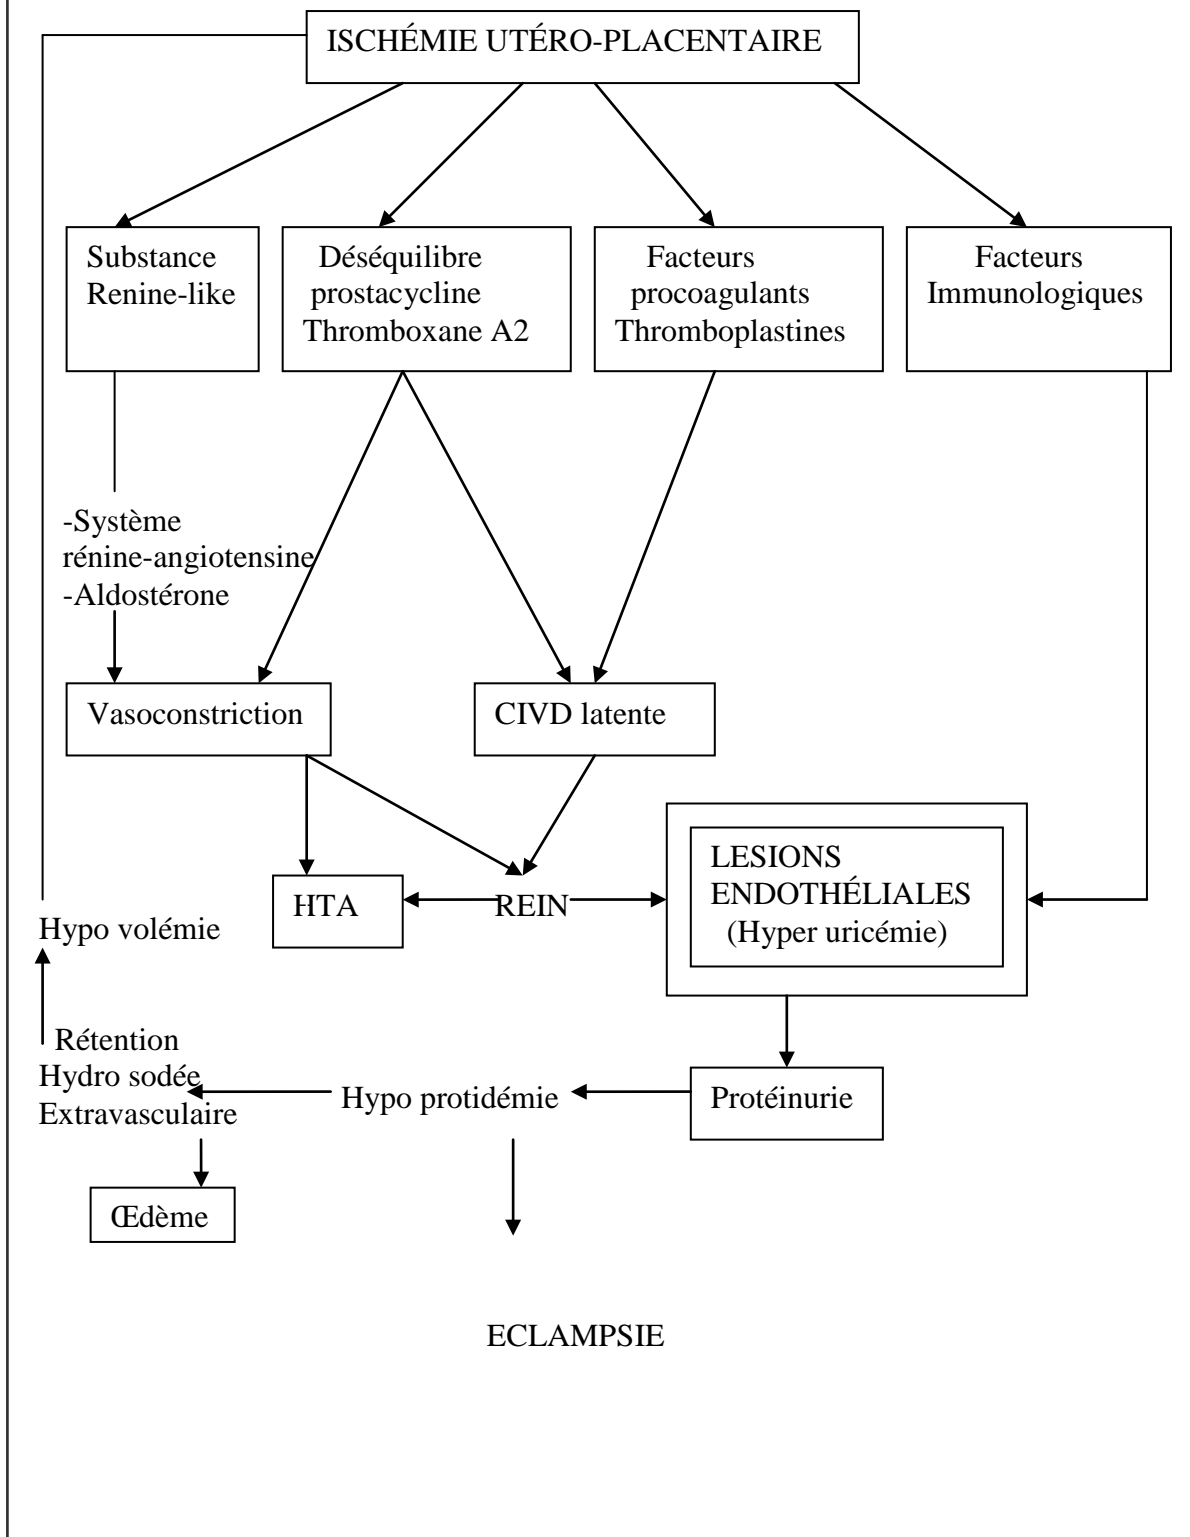 ISCHÉMIE UTÉRO-PLACENTAIRE
Substance
Renine-like
Déséquilibre
prostacycline
Thromboxane A2
Facteurs
procoagulants
Thromboplastines
Facteurs
Immunologiques
-Système
rénine-angiotensine
-Aldostérone
Vasoconstriction
CIVD latente
HTA
REIN
LESIONS
ENDOTHÉLIALES
(Hyper uricémie)
Hypo volémie
Rétention
Hydro sodée
Extravasculaire
Hypo protidémie
Protéinurie
Œdème
ECLAMPSIE